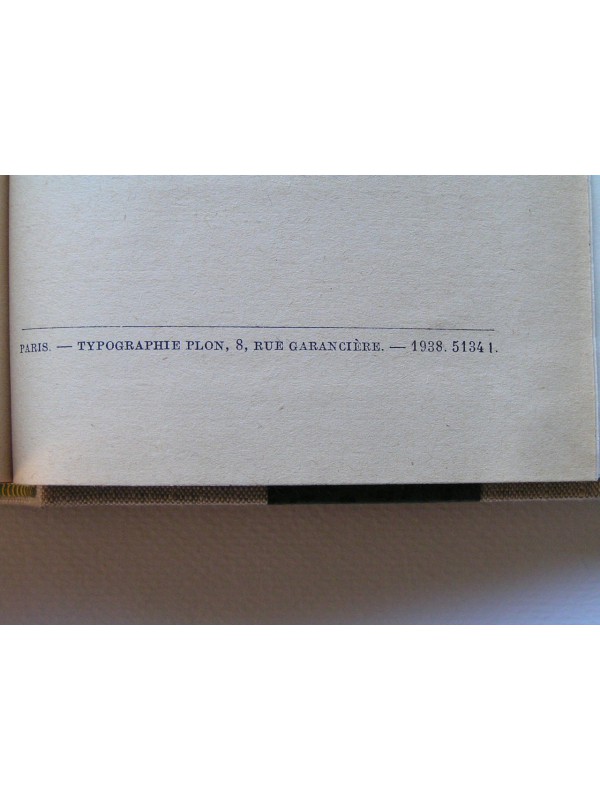 PARIS. — TYPOGRAPHIE PLON, 8, RUE GARANCIÈRE. — 1938. 51341.